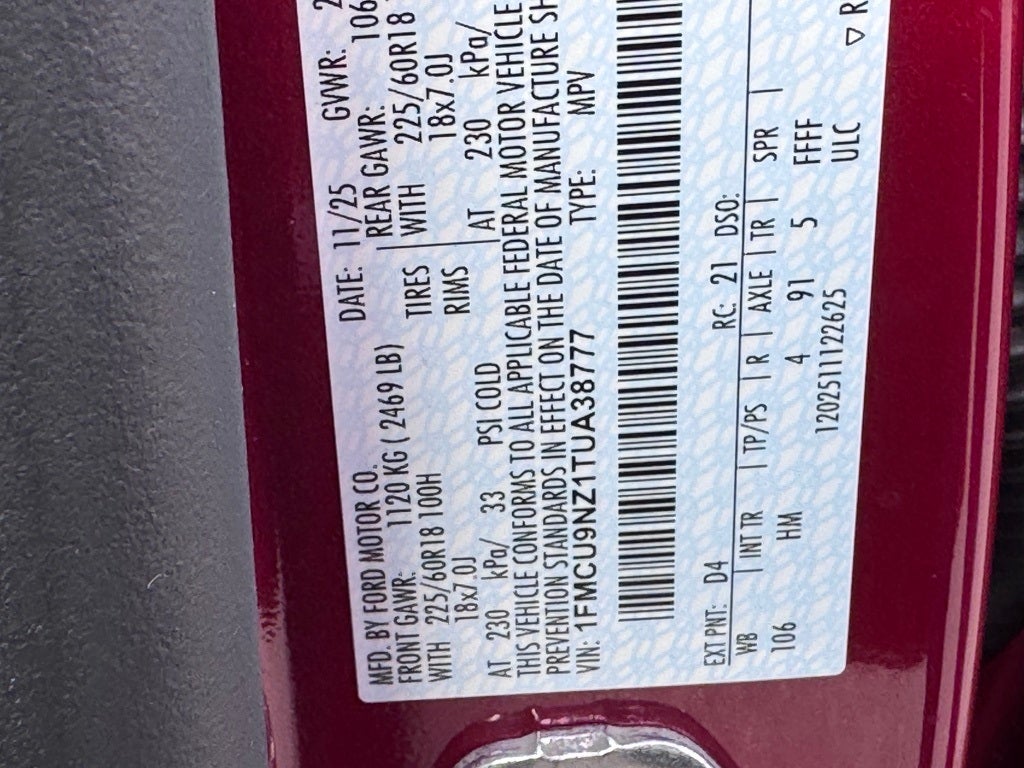 MFD. BY FORD MOTOR CO. DATE: 11/25 GVWR: 2
FRONT GAWR: 1120 KG ( 2469 LB) REAR GAWR: 106
WITH 225/60R18 100H TIRES WITH 225/60R18
18x7.0J RIMS 18x7.0J
AT 230 kPa/ 33 PSI COLD AT 230 kPa/
THIS VEHICLE CONFORMS TO ALL APPLICABLE FEDERAL MOTOR VEHICLE
PREVENTION STANDARDS IN EFFECT ON THE DATE OF MANUFACTURE SH
VIN: 1FMCU9NZ1TUA38777 TYPE: MPV
EXT PNT: D4 RC: 21 DSO:
WB | INT TR | TP/PS | R | AXLE | TR | SPR |
106 HM 4 91 5 FFFF
1202511122625 ULC
▽ R